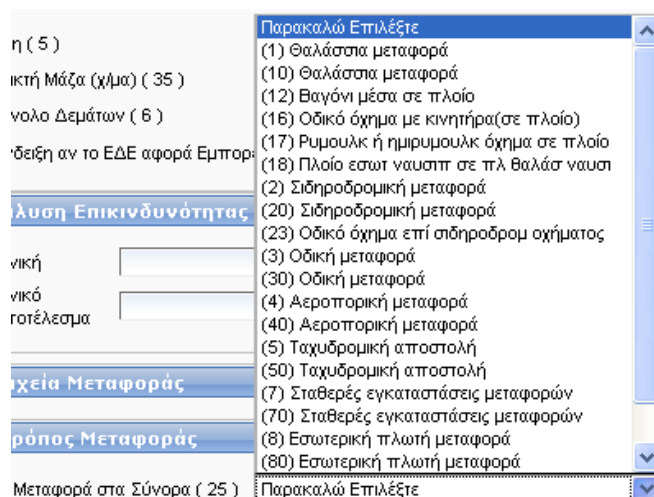 η ( 5 )
ικτή Μάζα (χ/μα) ( 35 )
νολο Δεμάτων ( 6 )
δειξη αν το ΕΔΕ αφορά Εμπορε
λυση Επικινδυνότητας
νική
νικό
τοτέλεσμα
ιχεία Μεταφοράς
ρόπος Μεταφοράς
Μεταφορά στα Σύνορα ( 25 )
Παρακαλώ Επιλέξτε
(1) Θαλάσσια μεταφορά
(10) Θαλάσσια μεταφορά
(12) Βαγόνι μέσα σε πλοίο
(16) Οδικό όχημα με κινητήρα(σε πλοίο)
(17) Ρυμουλκ ή ημιρυμουλκ όχημα σε πλοίο
(18) Πλοίο εσωτ ναυσιπ σε πλ θαλάσ ναυσι
(2) Σιδηροδρομική μεταφορά
(20) Σιδηροδρομική μεταφορά
(23) Οδικό όχημα επί σιδηροδρομ οχήματος
(3) Οδική μεταφορά
(30) Οδική μεταφορά
(4) Αεροπορική μεταφορά
(40) Αεροπορική μεταφορά
(5) Ταχυδρομική αποστολή
(50) Ταχυδρομική αποστολή
(7) Σταθερές εγκαταστάσεις μεταφορών
(70) Σταθερές εγκαταστάσεις μεταφορών
(8) Εσωτερική πλωτή μεταφορά
(80) Εσωτερική πλωτή μεταφορά
Παρακαλώ Επιλέξτε